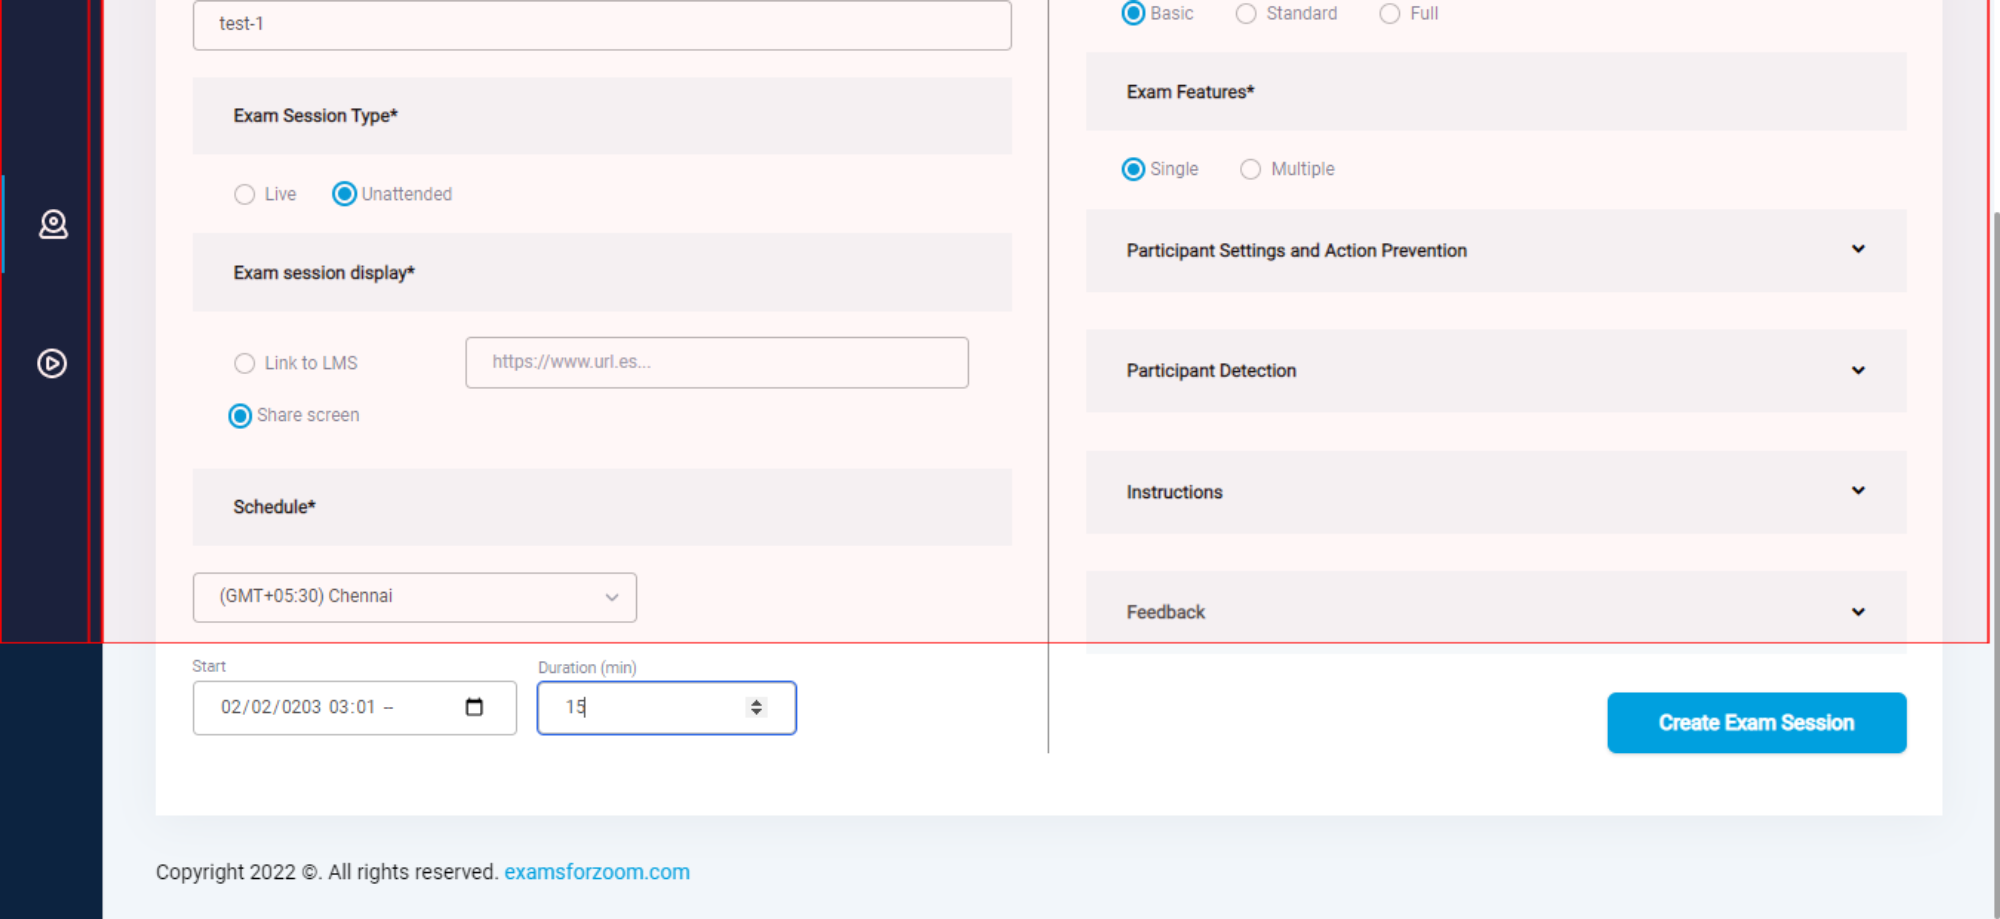 test-1
Exam Session Type*
Live
Unattended
Exam session display*
Link to LMS
https://www.url.es...
Share screen
Schedule*
(GMT+05:30) Chennai
Start
Duration (min)
02/02/0203 03:01 --
15
Basic
Standard
Full
Exam Features*
Single
Multiple
Participant Settings and Action Prevention
Participant Detection
Instructions
Feedback
Create Exam Session
Copyright 2022 ©. All rights reserved. examsforzoom.com